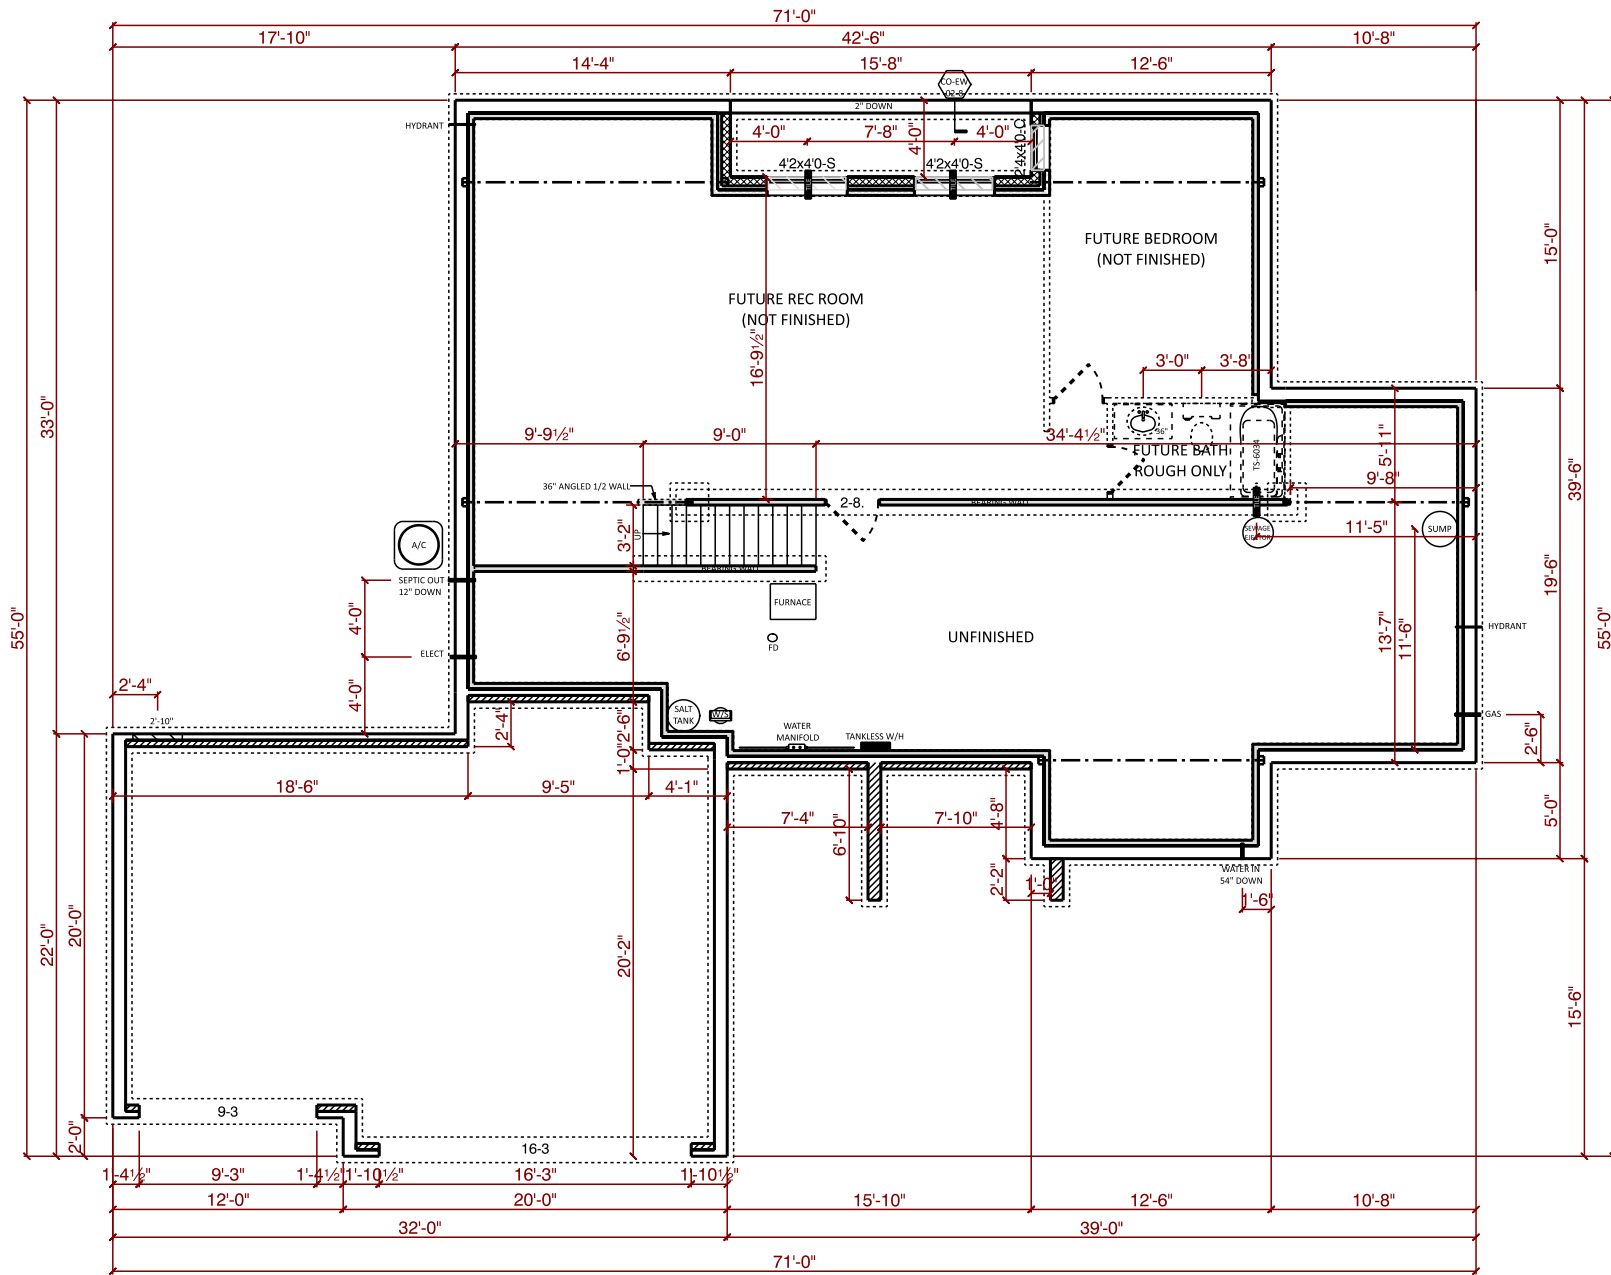 71'-0"
17'-10"
42'-6"
10'-8"
14'-4"
15'-8"
12'-6"
CO-EW
02-8
2" DOWN
HYDRANT
4'-0"
7'-8"
4'-0"
4'-0"
2'4x4'0-C
4'2x4'0-S
4'2x4'0-S
FUTURE BEDROOM
(NOT FINISHED)
15'-0"
FUTURE REC ROOM
(NOT FINISHED)
16'-9½"
3'-0"
3'-8"
33'-0"
9'-9½"
9'-0"
34'-4½"
36"
5'-11"
FUTURE BATH
ROUGH ONLY
TS-6034
9'-8"
39'-6"
36" ANGLED 1/2 WALL
2-8.
BEARING WALL
UP
3'-2"
SEWAGE
EJECTOR
11'-5"
SUMP
A/C
BEARING WALL
SEPTIC OUT
12" DOWN
FURNACE
19'-6"
55'-0"
4'-0"
6'-9½"
FD
UNFINISHED
13'-7"
11'-6"
HYDRANT
55'-0"
ELECT
2'-4"
4'-0"
2'-10"
SALT
TANK
W/S
GAS
2'-4"
2'-6"
WATER
MANIFOLD
TANKLESS W/H
2'-6"
1'-0"
18'-6"
9'-5"
4'-1"
7'-4"
7'-10"
6'-10"
4'-8"
5'-0"
WATER IN
54" DOWN
2'-2"
1'-0"
1'-6"
22'-0"
20'-0"
20'-2"
15'-6"
9-3
2'-0"
16-3
1'-4½"
9'-3"
1'-4½"
1'-10½"
16'-3"
1'-10½"
12'-0"
20'-0"
15'-10"
12'-6"
10'-8"
32'-0"
39'-0"
71'-0"